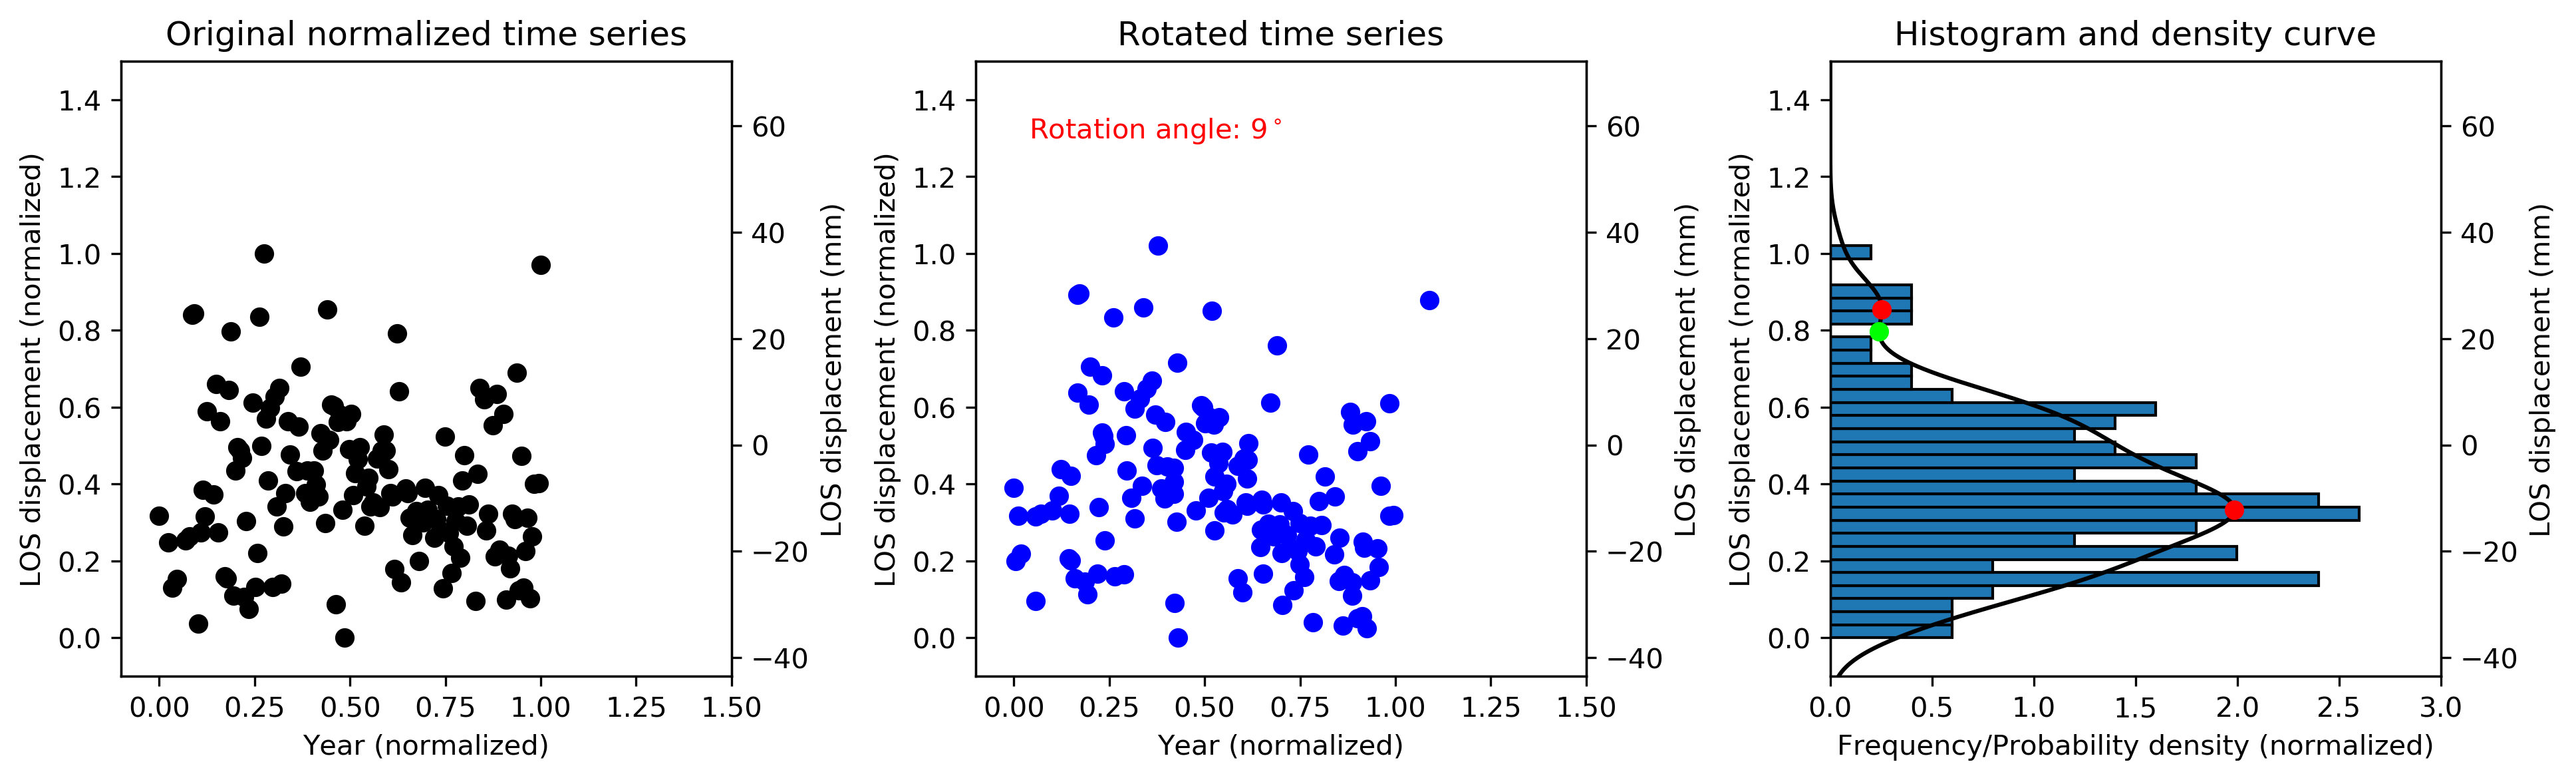 Original normalized time series
LOS displacement (normalized)
1.4
1.2
1.0
0.8
0.6
0.4
0.2
0.0
60
40
20
0
−20
−40
LOS displacement (mm)
0.00 0.25 0.50 0.75 1.00 1.25 1.50
Year (normalized)
Rotated time series
Rotation angle: 9°
LOS displacement (normalized)
1.4
1.2
1.0
0.8
0.6
0.4
0.2
0.0
60
40
20
0
−20
−40
LOS displacement (mm)
0.00 0.25 0.50 0.75 1.00 1.25 1.50
Year (normalized)
Histogram and density curve
LOS displacement (normalized)
1.4
1.2
1.0
0.8
0.6
0.4
0.2
0.0
60
40
20
0
−20
−40
LOS displacement (mm)
0.0 0.5 1.0 1.5 2.0 2.5 3.0
Frequency/Probability density (normalized)